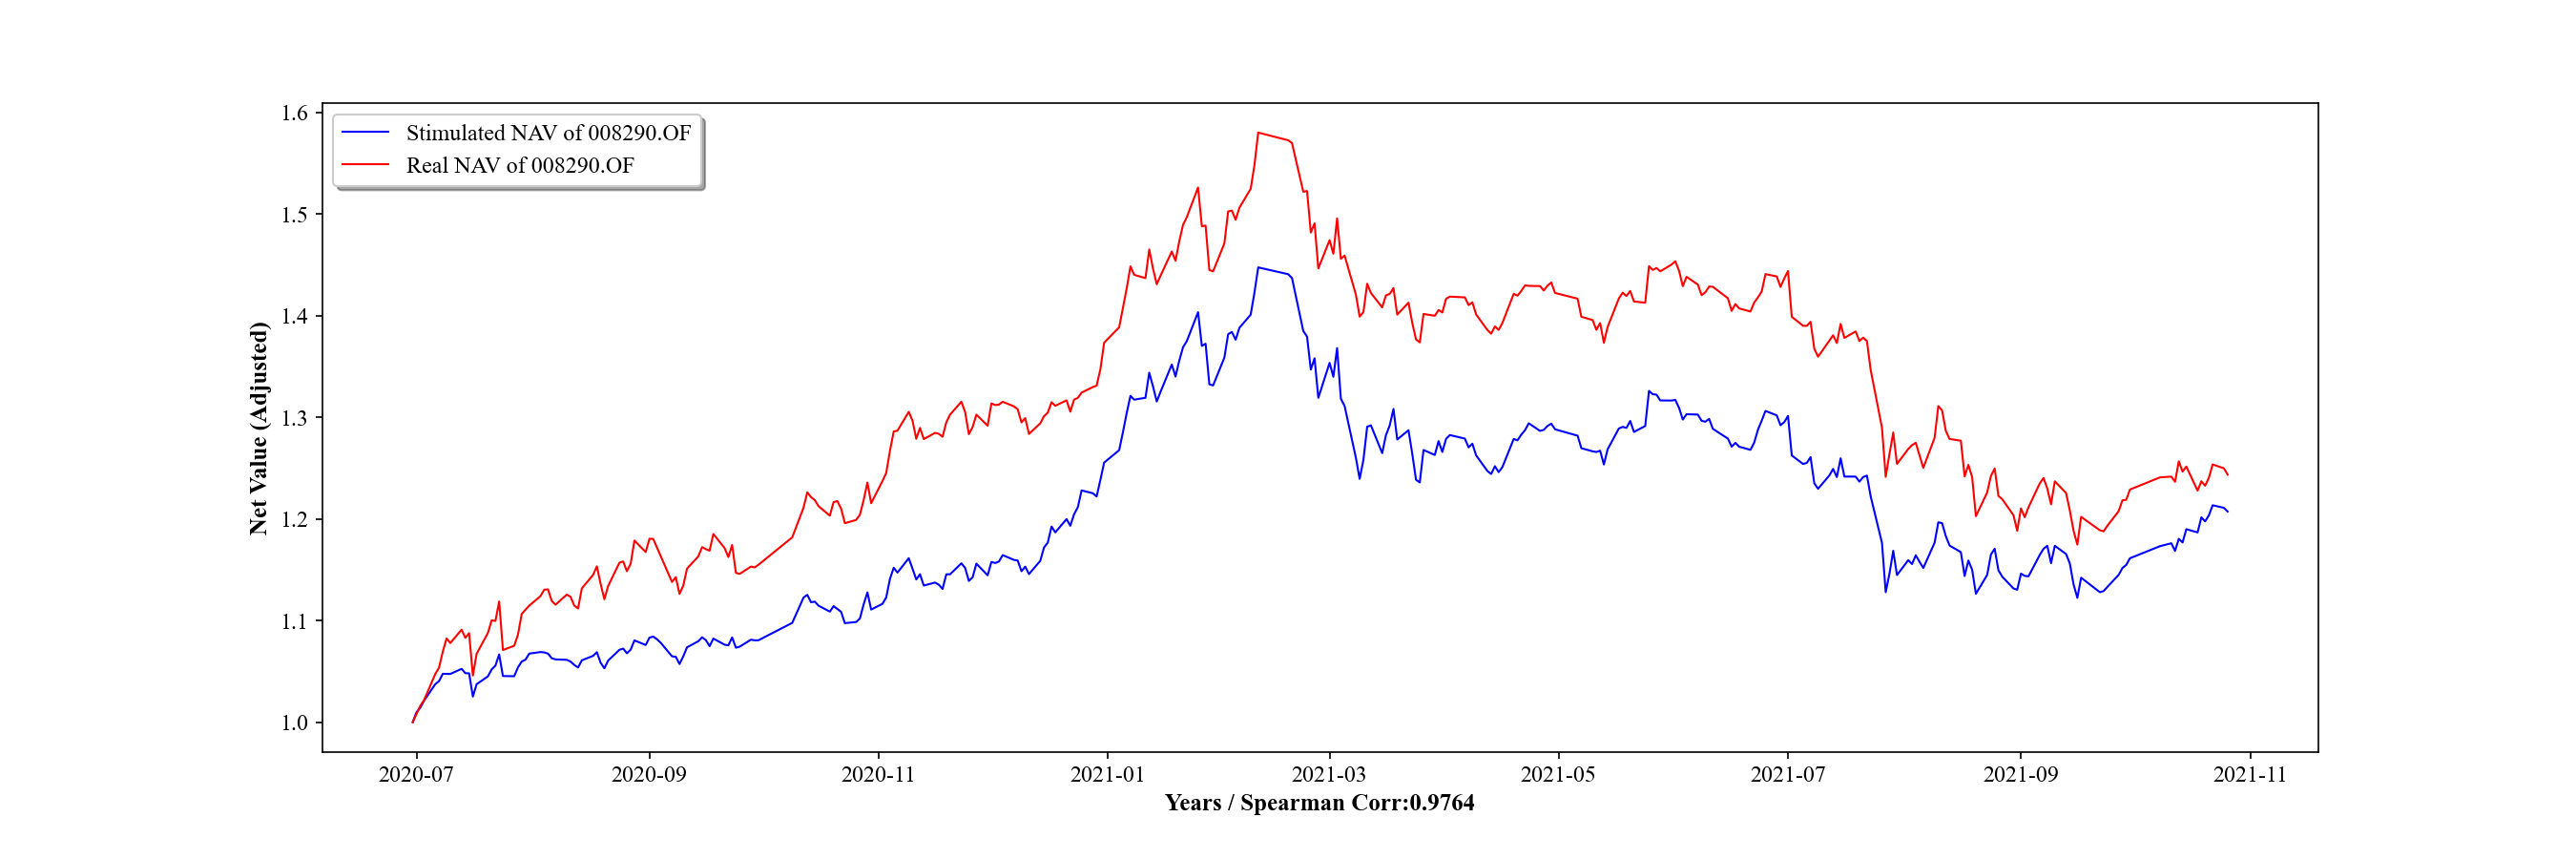 1.6
1.5
1.4
1.3
1.2
1.1
1.0
Net Value (Adjusted)
Stimulated NAV of 008290.OF
Real NAV of 008290.OF
2020-07 2020-09 2020-11 2021-01 2021-03 2021-05 2021-07 2021-09 2021-11
Years / Spearman Corr:0.9764